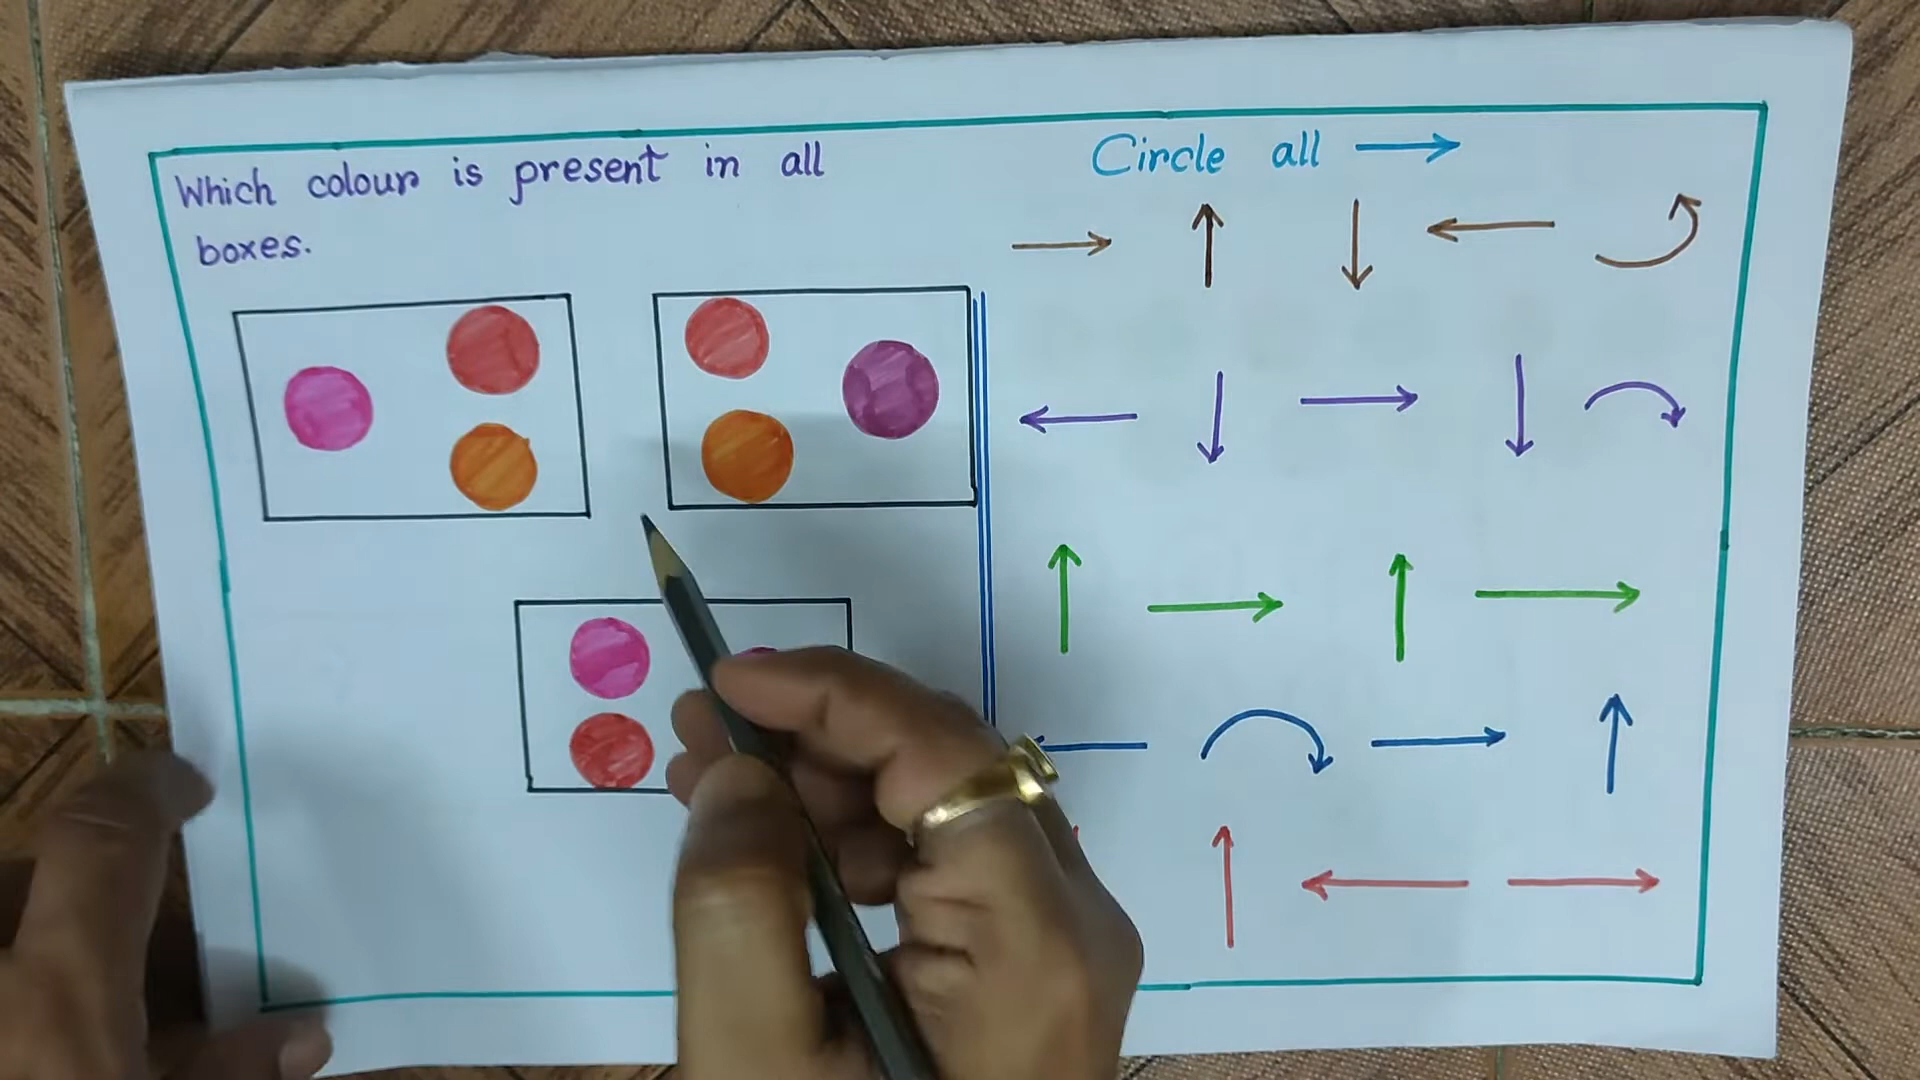 Which colour is present in all
boxes.
Circle all →